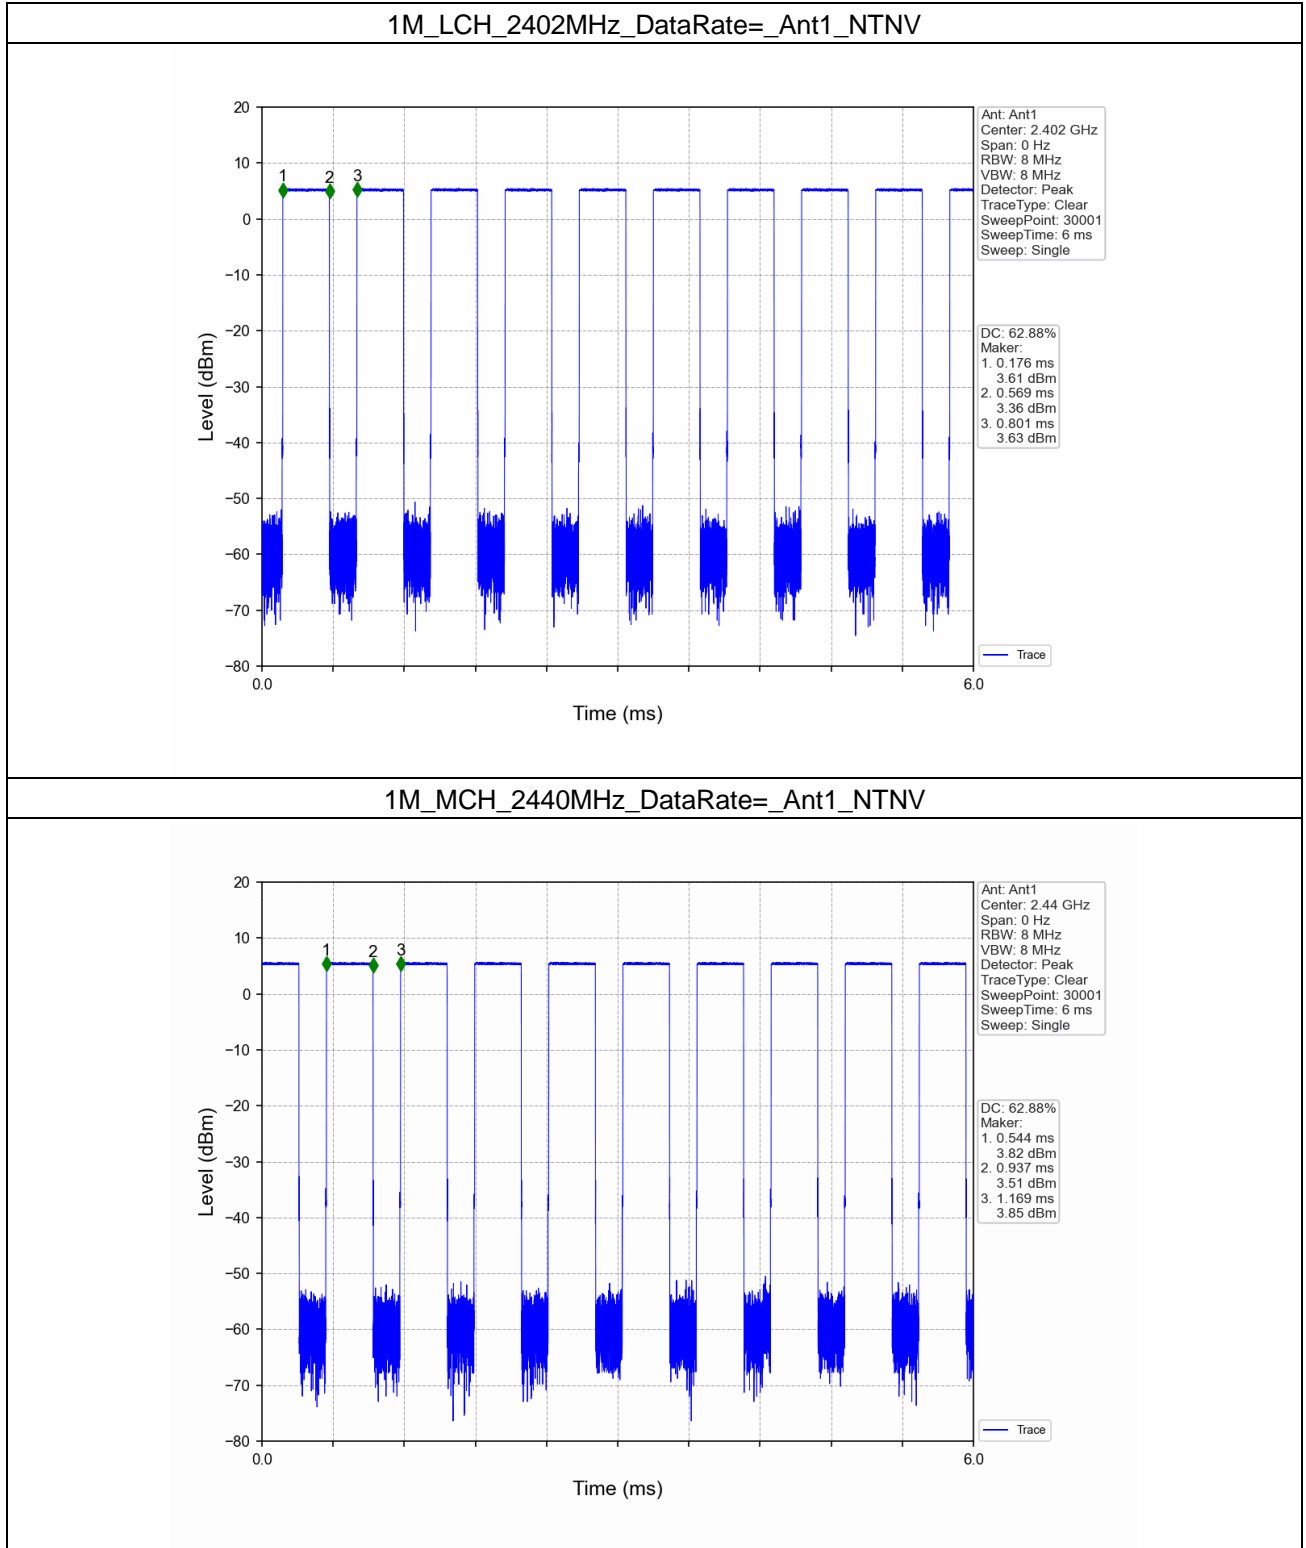 1M_LCH_2402MHz_DataRate=_Ant1_NTNV
20
10
0
−10
−20
−30
−40
−50
−60
−70
−80
Level (dBm)
1
2
3
0.0
6.0
Time (ms)
Ant: Ant1
Center: 2.402 GHz
Span: 0 Hz
RBW: 8 MHz
VBW: 8 MHz
Detector: Peak
TraceType: Clear
SweepPoint: 30001
SweepTime: 6 ms
Sweep: Single
DC: 62.88%
Maker:
1. 0.176 ms
3.61 dBm
2. 0.569 ms
3.36 dBm
3. 0.801 ms
3.63 dBm
Trace
1M_MCH_2440MHz_DataRate=_Ant1_NTNV
20
10
0
−10
−20
−30
−40
−50
−60
−70
−80
Level (dBm)
1
2
3
0.0
6.0
Time (ms)
Ant: Ant1
Center: 2.44 GHz
Span: 0 Hz
RBW: 8 MHz
VBW: 8 MHz
Detector: Peak
TraceType: Clear
SweepPoint: 30001
SweepTime: 6 ms
Sweep: Single
DC: 62.88%
Maker:
1. 0.544 ms
3.82 dBm
2. 0.937 ms
3.51 dBm
3. 1.169 ms
3.85 dBm
Trace